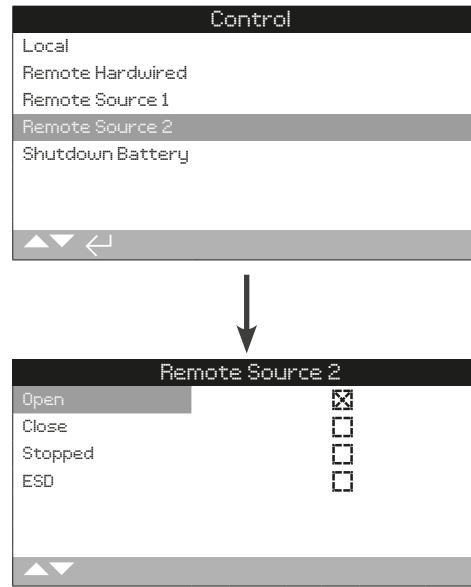 Control
Local
Remote Hardwired
Remote Source 1
Remote Source 2
Shutdown Battery
Remote Source 2
Open
Close
Stopped
ESD